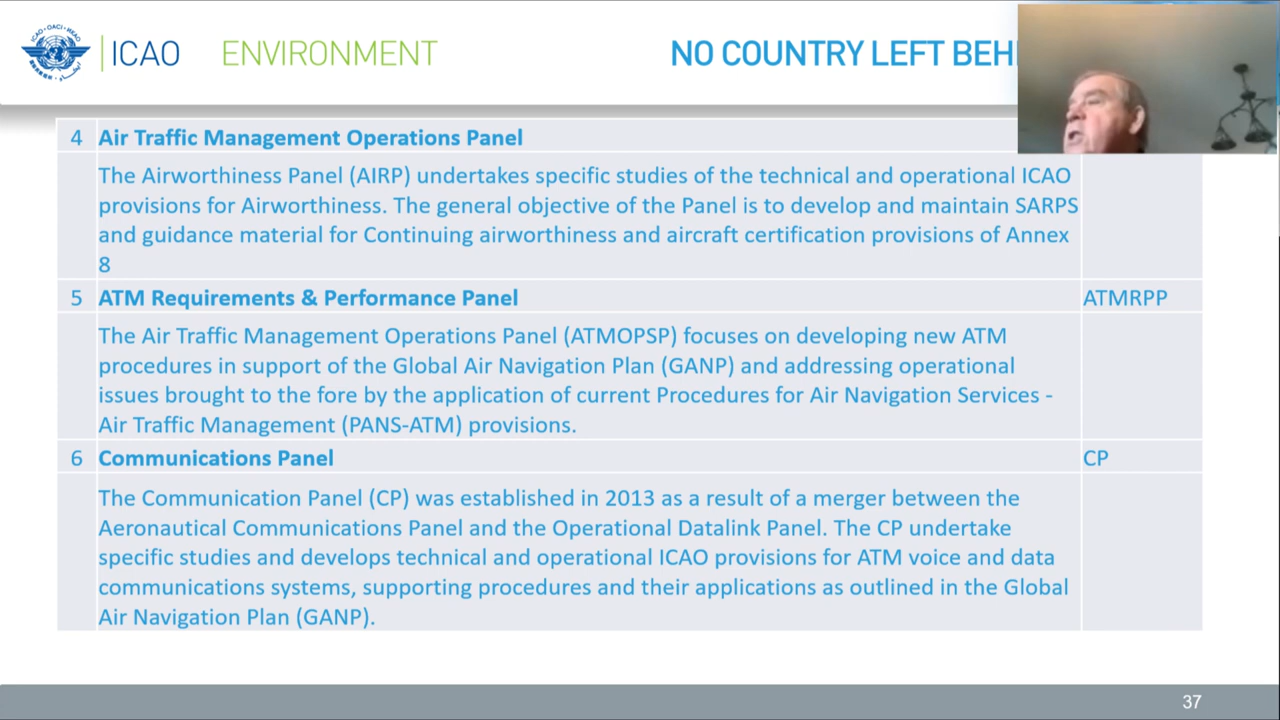 ICAO ENVIRONMENT
NO COUNTRY LEFT BEH
4 Air Traffic Management Operations Panel
The Airworthiness Panel (AIRP) undertakes specific studies of the technical and operational ICAO
provisions for Airworthiness. The general objective of the Panel is to develop and maintain SARPS
and guidance material for Continuing airworthiness and aircraft certification provisions of Annex
8
5 ATM Requirements & Performance Panel ATMRPP
The Air Traffic Management Operations Panel (ATMOPSP) focuses on developing new ATM
procedures in support of the Global Air Navigation Plan (GANP) and addressing operational
issues brought to the fore by the application of current Procedures for Air Navigation Services -
Air Traffic Management (PANS-ATM) provisions.
6 Communications Panel CP
The Communication Panel (CP) was established in 2013 as a result of a merger between the
Aeronautical Communications Panel and the Operational Datalink Panel. The CP undertake
specific studies and develops technical and operational ICAO provisions for ATM voice and data
communications systems, supporting procedures and their applications as outlined in the Global
Air Navigation Plan (GANP).
37